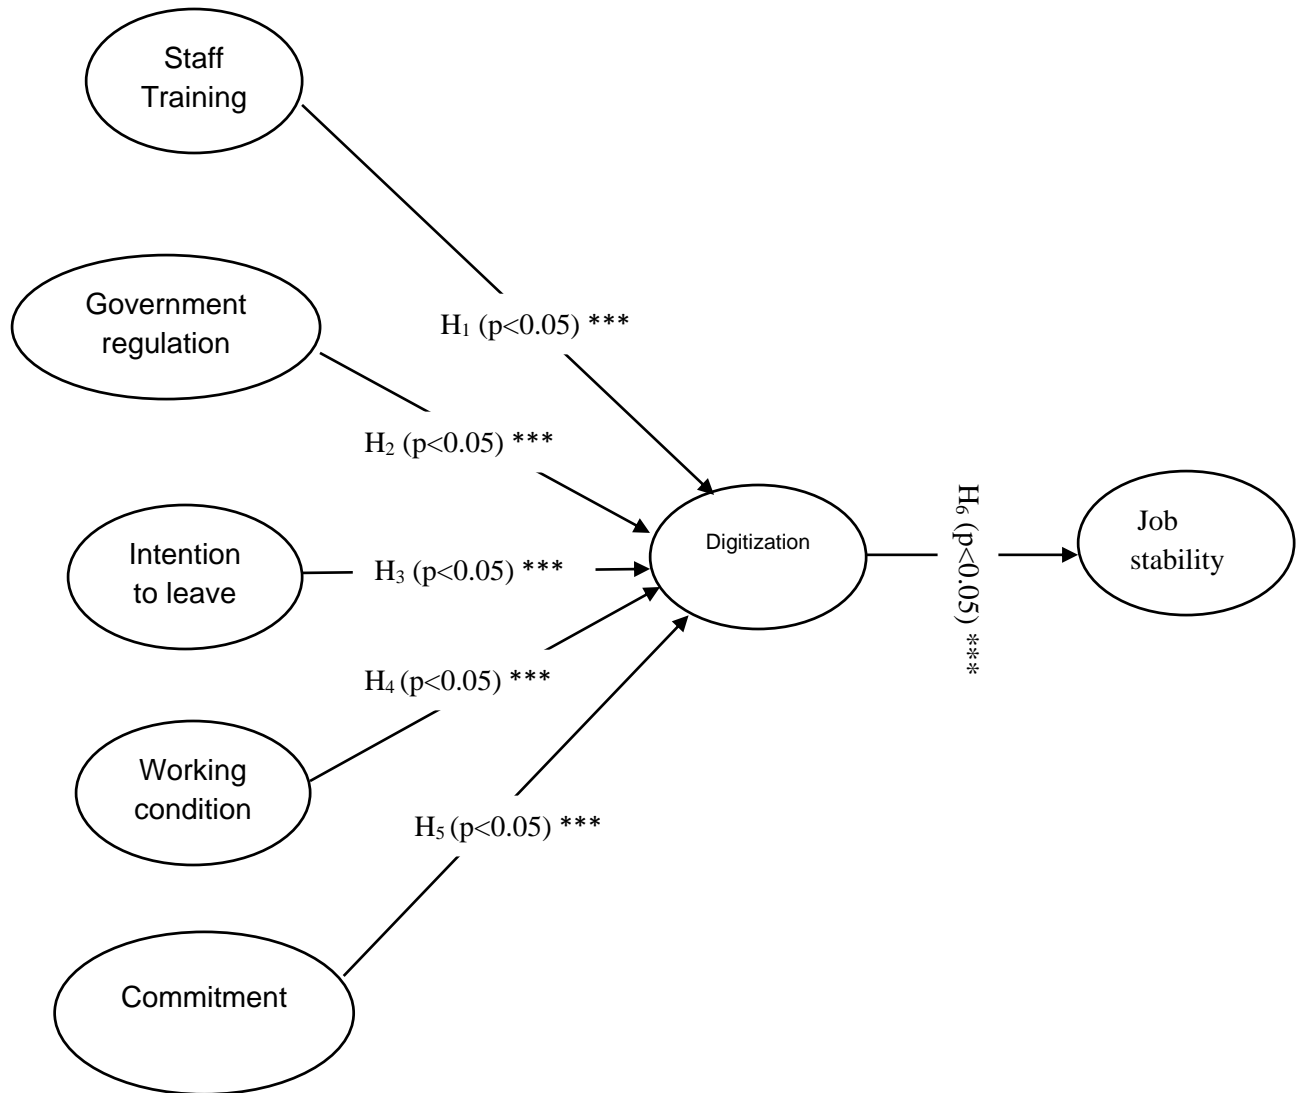 Staff
Training
Government
regulation
H₁ (p<0.05) ***
H₂ (p<0.05) ***
Intention
to leave
H₃ (p<0.05) ***
Digitization
H₆ (p<0.05) ***
Job
stability
H₄ (p<0.05) ***
Working
condition
H₅ (p<0.05) ***
Commitment